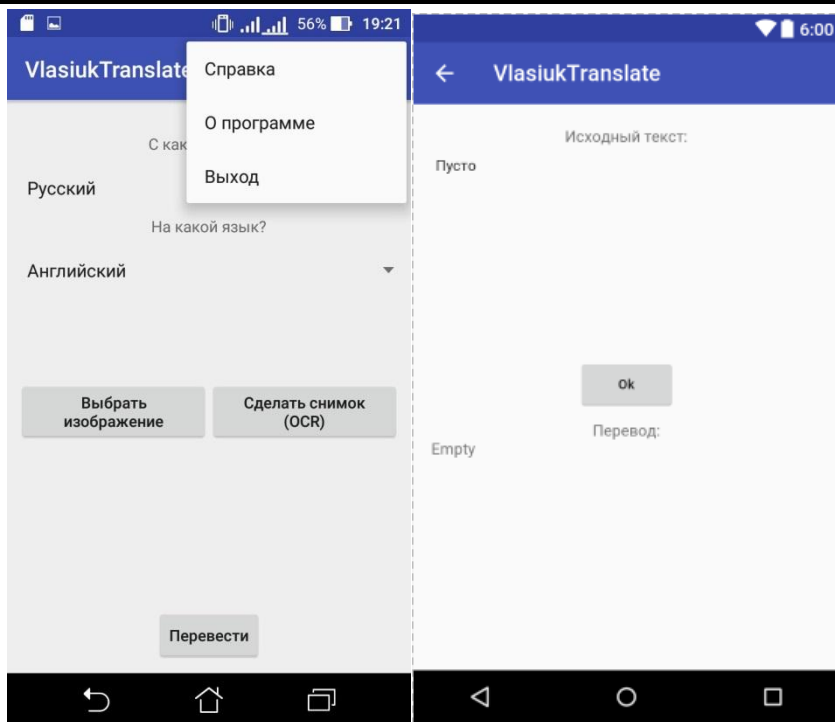 56% 19:21
VlasiukTranslate
Справка
О программе
Выход
С как
Русский
На какой язык?
Английский
Выбрать
изображение
Сделать снимок
(OCR)
Перевести
6:00
VlasiukTranslate
Исходный текст:
Пусто
Ok
Перевод:
Empty